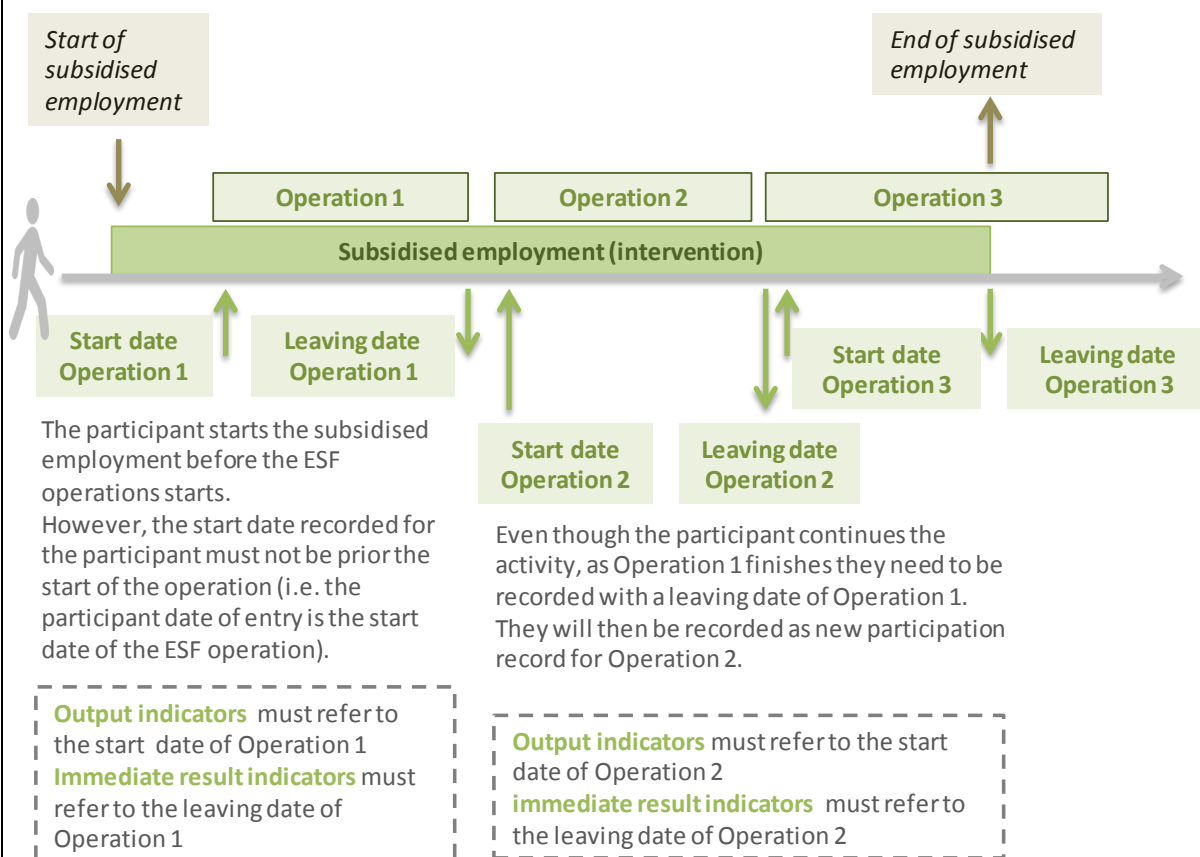 Start of
subsidised
employment
End of subsidised
employment
Operation 1
Operation 2
Operation 3
Subsidised employment (intervention)
Start date
Operation 1
Leaving date
Operation 1
Start date
Operation 3
Leaving date
Operation 3
Start date
Operation 2
Leaving date
Operation 2
The participant starts the subsidised
employment before the ESF
operations starts.
However, the start date recorded for
the participant must not be prior the
start of the operation (i.e. the
participant date of entry is the start
date of the ESF operation).
Even though the participant continues the
activity, as Operation 1 finishes they need to be
recorded with a leaving date of Operation 1.
They will then be recorded as new participation
record for Operation 2.
Output indicators must refer to
the start date of Operation 1
Immediate result indicators must
refer to the leaving date of
Operation 1
Output indicators must refer to the start
date of Operation 2
immediate result indicators must refer to
the leaving date of Operation 2